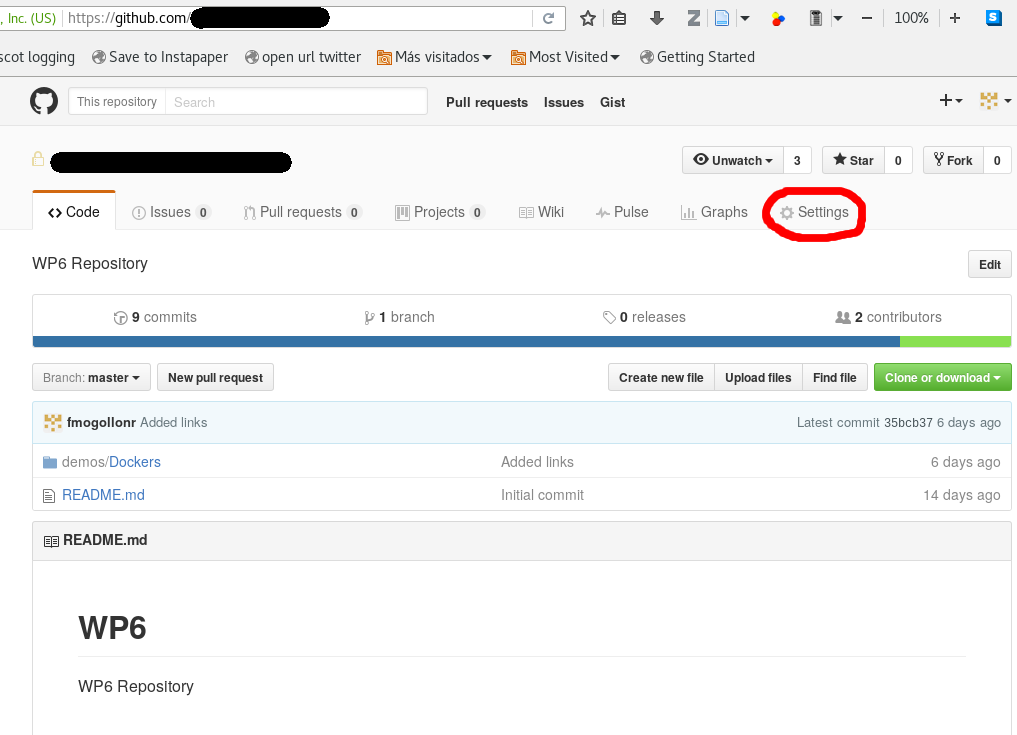 , Inc. (US) https://github.com/ 100% S
scot logging Save to Instapaper open url twitter Más visitados Most Visited Getting Started
This repository Search Pull requests Issues Gist
Unwatch 3 Star 0 Fork 0
Code Issues 0 Pull requests 0 Projects 0 Wiki Pulse Graphs Settings
WP6 Repository Edit
9 commits 1 branch 0 releases 2 contributors
Branch: master New pull request Create new file Upload files Find file Clone or download
fmogollonr Added links Latest commit 35bcb37 6 days ago
demos/Dockers Added links 6 days ago
README.md Initial commit 14 days ago
README.md
WP6
WP6 Repository